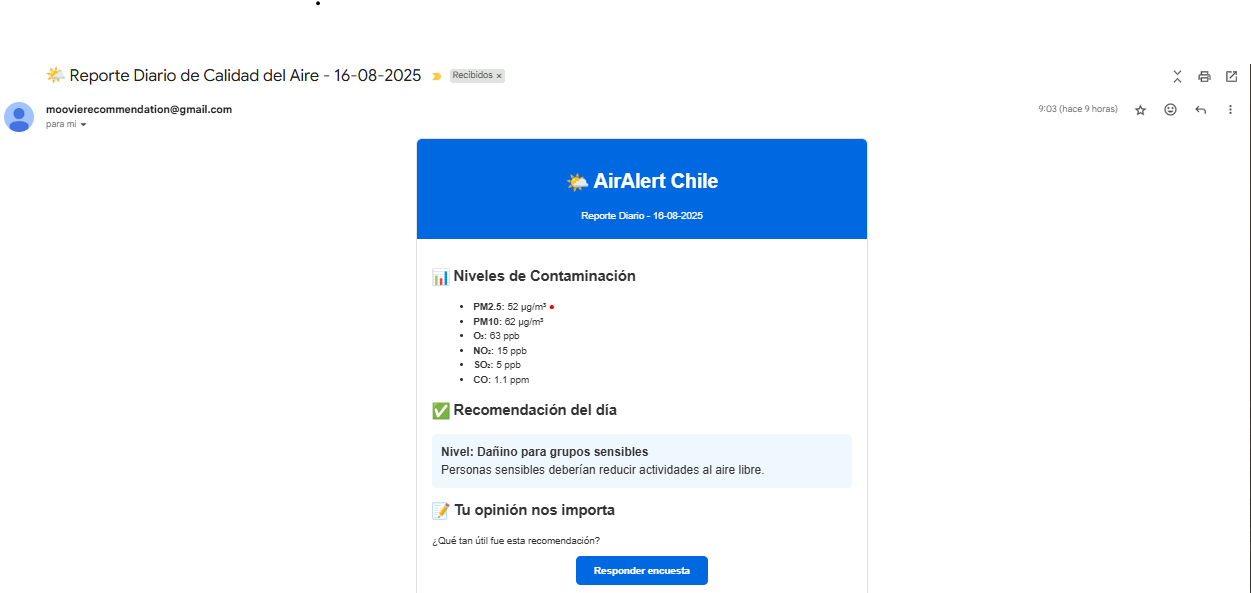 🌤️ Reporte Diario de Calidad del Aire - 16-08-2025 Recibidos ×
moovierecommendation@gmail.com 9:03 (hace 9 horas)
para mí
🌤️ AirAlert Chile
Reporte Diario - 16-08-2025
📊 Niveles de Contaminación
• PM2.5: 52 µg/m³
• PM10: 62 µg/m³
• O₃: 63 ppb
• NO₂: 15 ppb
• SO₂: 5 ppb
• CO: 1.1 ppm
✅ Recomendación del día
Nivel: Dañino para grupos sensibles
Personas sensibles deberían reducir actividades al aire libre.
📝 Tu opinión nos importa
¿Qué tan útil fue esta recomendación?
Responder encuesta